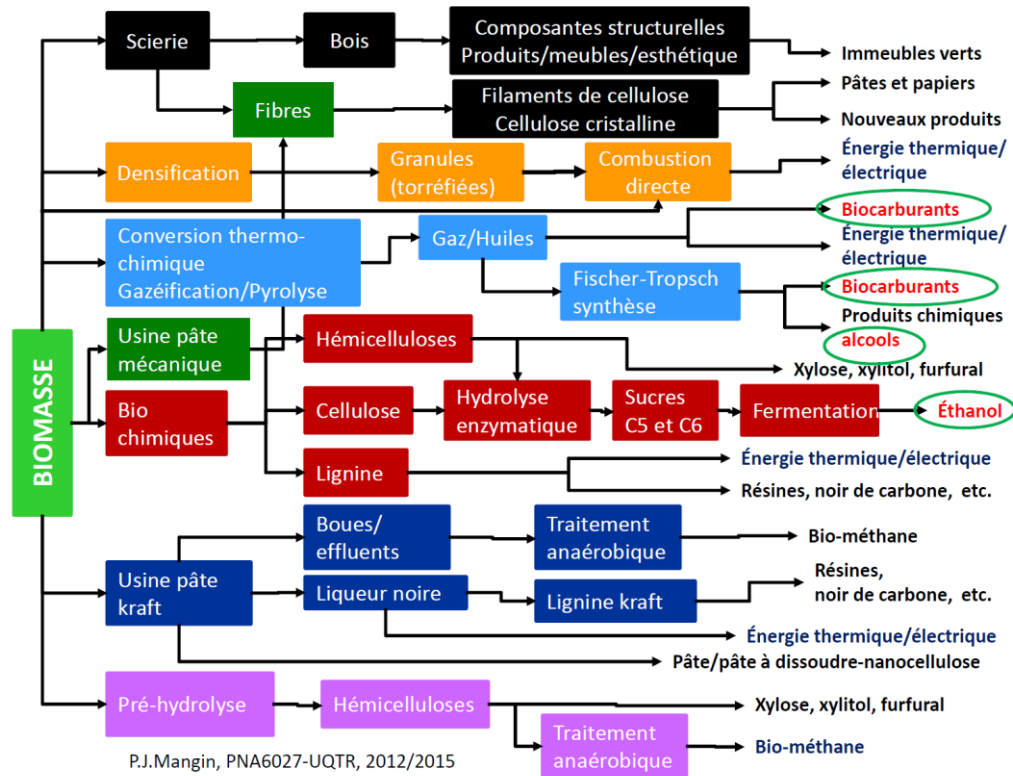 Scierie
Bois
Composantes structurelles
Produits/meubles/esthétique
Immeubles verts
Pâtes et papiers
Fibres
Filaments de cellulose
Cellulose cristalline
Nouveaux produits
Densification
Granules
(torréfiées)
Combustion
directe
Énergie thermique/
électrique
Conversion thermo-
chimique
Gazéification/Pyrolyse
Gaz/Huiles
Biocarburants
Énergie thermique/
électrique
Fischer-Tropsch
synthèse
Biocarburants
Produits chimiques
alcools
BIOMASSE
Usine pâte
mécanique
Hémicelluloses
Xylose, xylitol, furfural
Bio
chimiques
Cellulose
Hydrolyse
enzymatique
Sucres
C5 et C6
Fermentation
Éthanol
Lignine
Énergie thermique/électrique
Résines, noir de carbone, etc.
Boues/
effluents
Traitement
anaérobique
Bio-méthane
Usine pâte
kraft
Liqueur noire
Lignine kraft
Résines,
noir de carbone, etc.
Énergie thermique/électrique
Pâte/pâte à dissoudre-nanocellulose
Pré-hydrolyse
Hémicelluloses
Xylose, xylitol, furfural
Traitement
anaérobique
Bio-méthane
P.J.Mangin, PNA6027-UQTR, 2012/2015